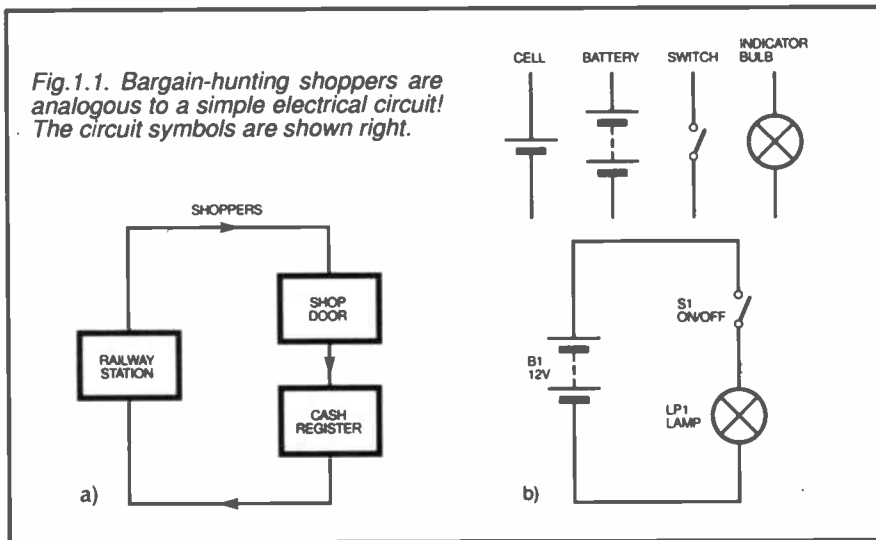 Fig.1.1. Bargain-hunting shoppers are
analogous to a simple electrical circuit!
The circuit symbols are shown right.
CELL
BATTERY
SWITCH
INDICATOR
BULB
SHOPPERS
SHOP
DOOR
RAILWAY
STATION
CASH
REGISTER
a)
S1
ON/OFF
B1
12V
LP1
LAMP
b)